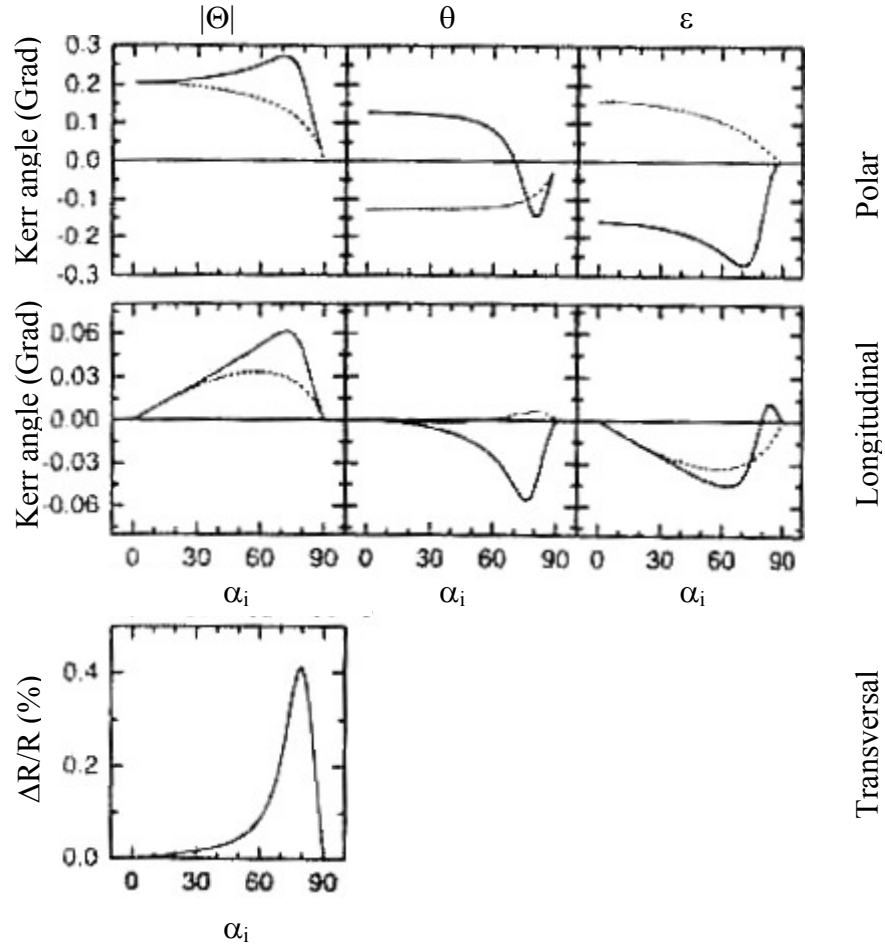 |Θ| θ ε
Kerr angle (Grad)
0.3
0.2
0.1
0.0
-0.1
-0.2
-0.3
Polar
Kerr angle (Grad)
0.06
0.03
0.00
-0.03
-0.06
Longitudinal
0 30 60 90 0 30 60 90 0 30 60 90
αi αi αi
ΔR/R (%)
0.4
0.2
0.0
Transversal
0 30 60 90
αi